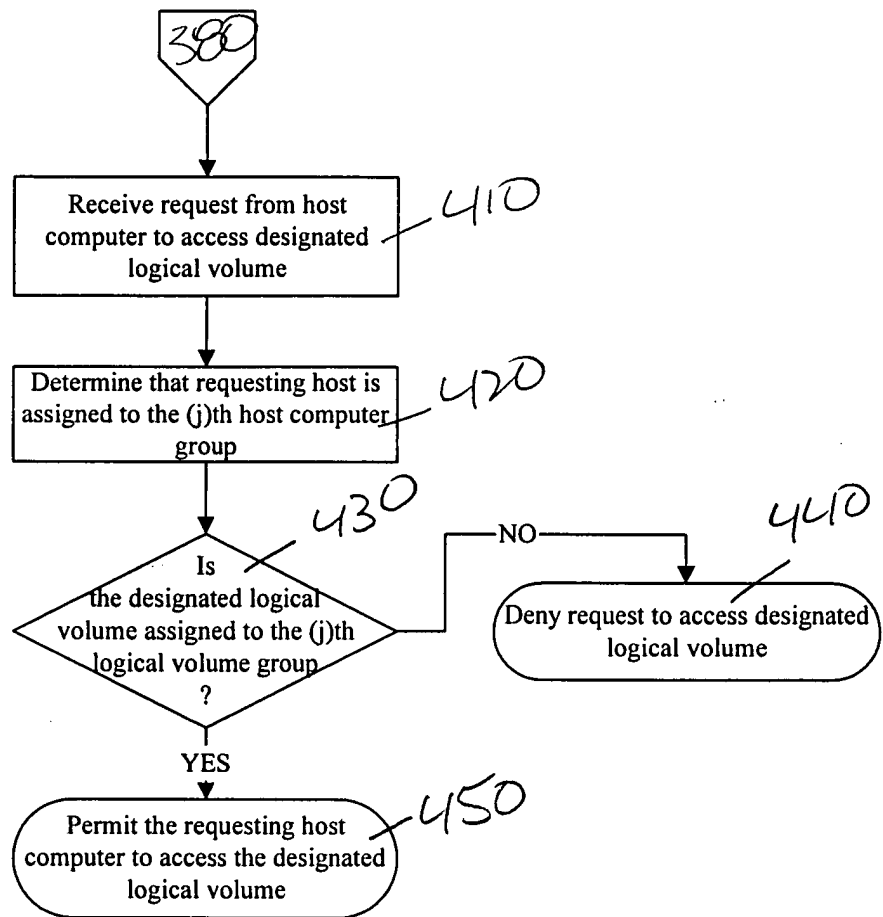 380
Receive request from host
computer to access designated
logical volume
410
Determine that requesting host is
assigned to the (j)th host computer
group
420
430
Is
the designated logical
volume assigned to the (j)th
logical volume group
?
NO
440
Deny request to access designated
logical volume
YES
450
Permit the requesting host
computer to access the designated
logical volume